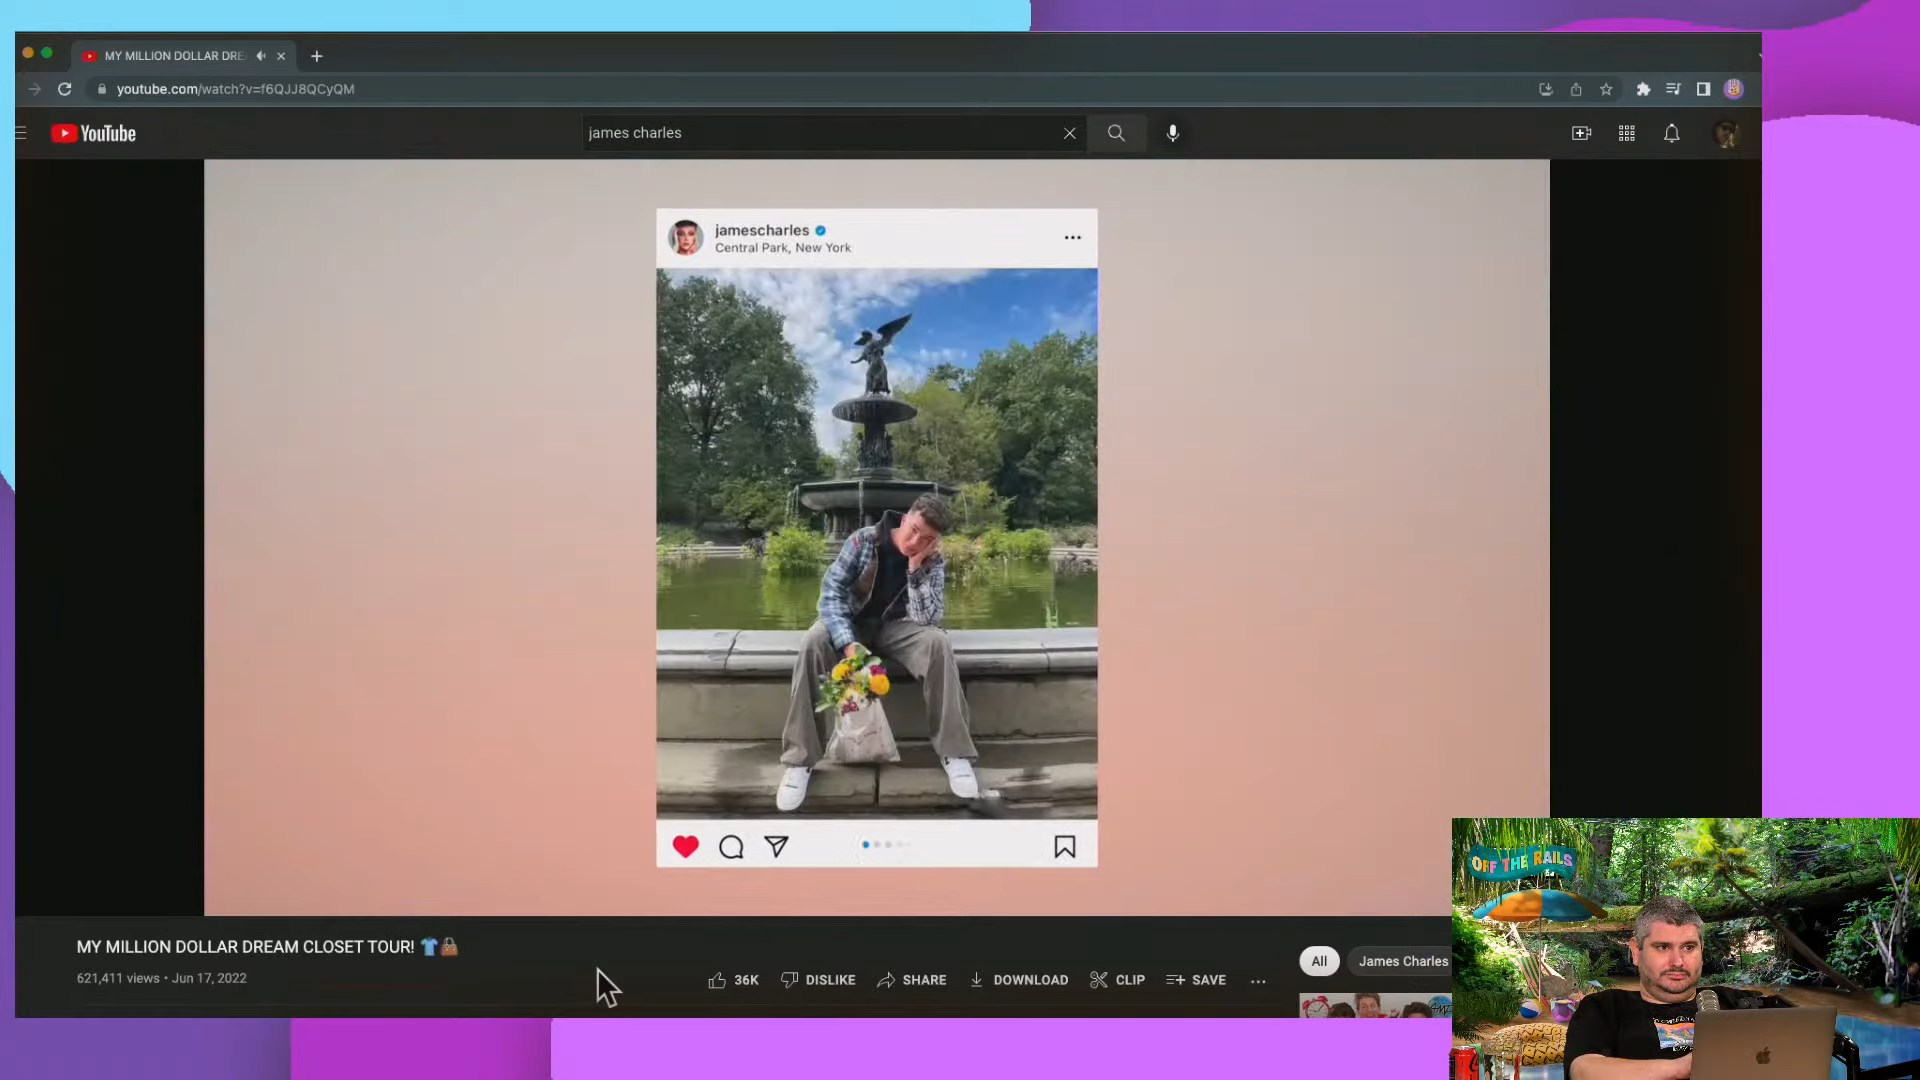 MY MILLION DOLLAR DRE
youtube.com/watch?v=f6QJJ8QCyQM
YouTube
james charles
jamescharles
Central Park, New York
MY MILLION DOLLAR DREAM CLOSET TOUR! 👕👜
621,411 views • Jun 17, 2022
36K
DISLIKE
SHARE
DOWNLOAD
CLIP
SAVE
All
James Charles
OFF THE RAILS